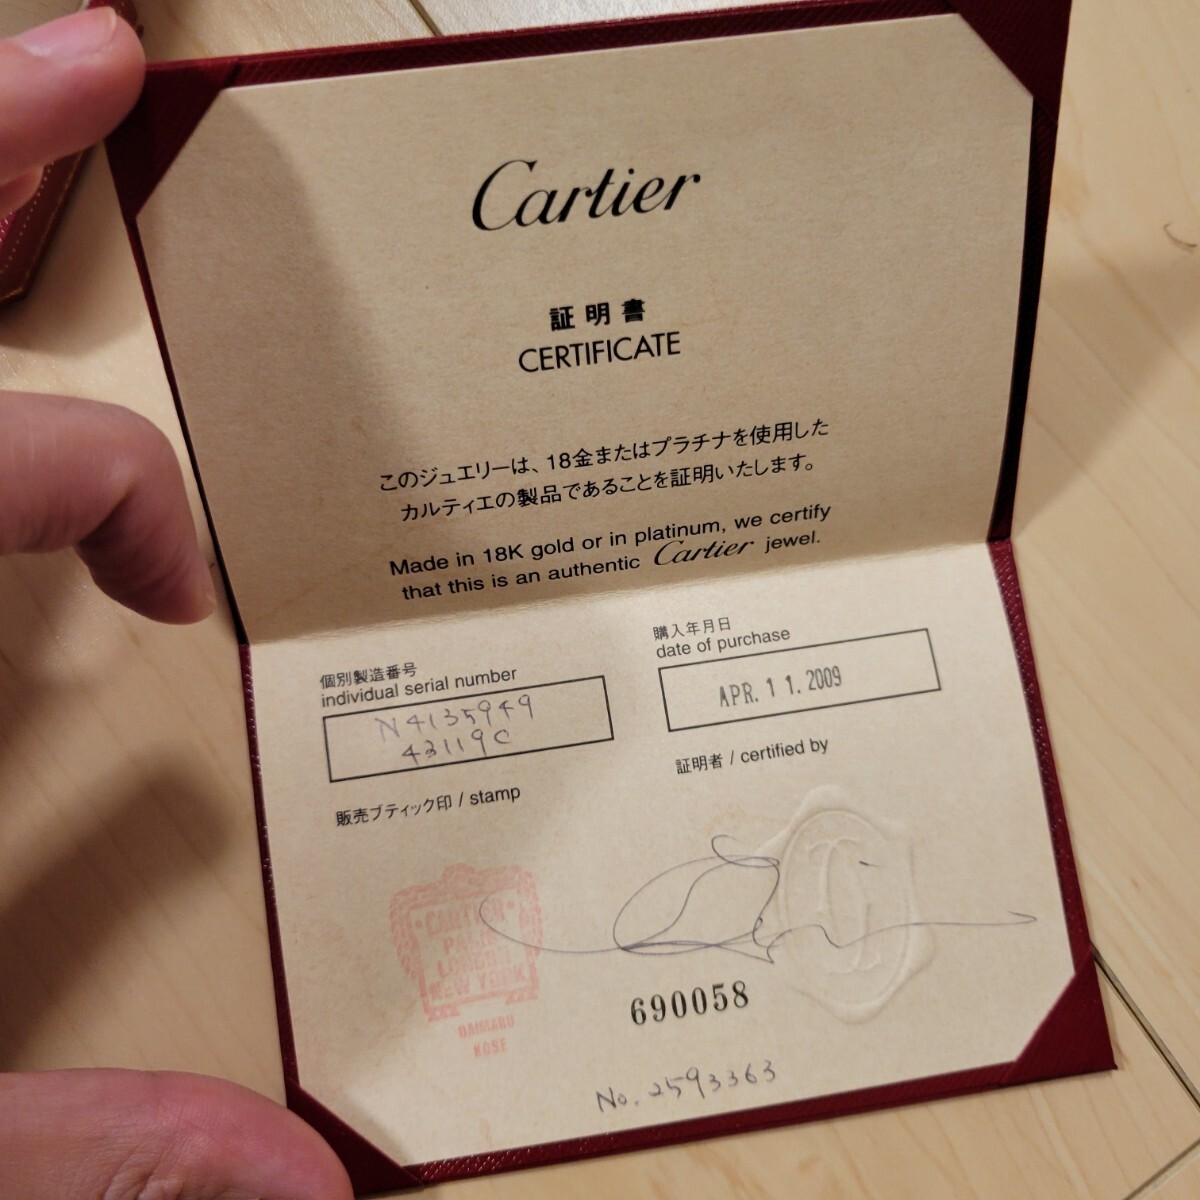 Cartier
証明書
CERTIFICATE
このジュエリーは、18金またはプラチナを使用した
カルティエの製品であることを証明いたします。
Made in 18K gold or in platinum, we certify
that this is an authentic Cartier jewel.
個別製造番号
individual serial number
N4135949
43119C
購入年月日
date of purchase
APR. 11. 2009
販売ブティック印 / stamp
証明者 / certified by
CARTIER
PARIS
LONDON
NEW YORK
DAIMARU
KOBE
690058
No. 2593363